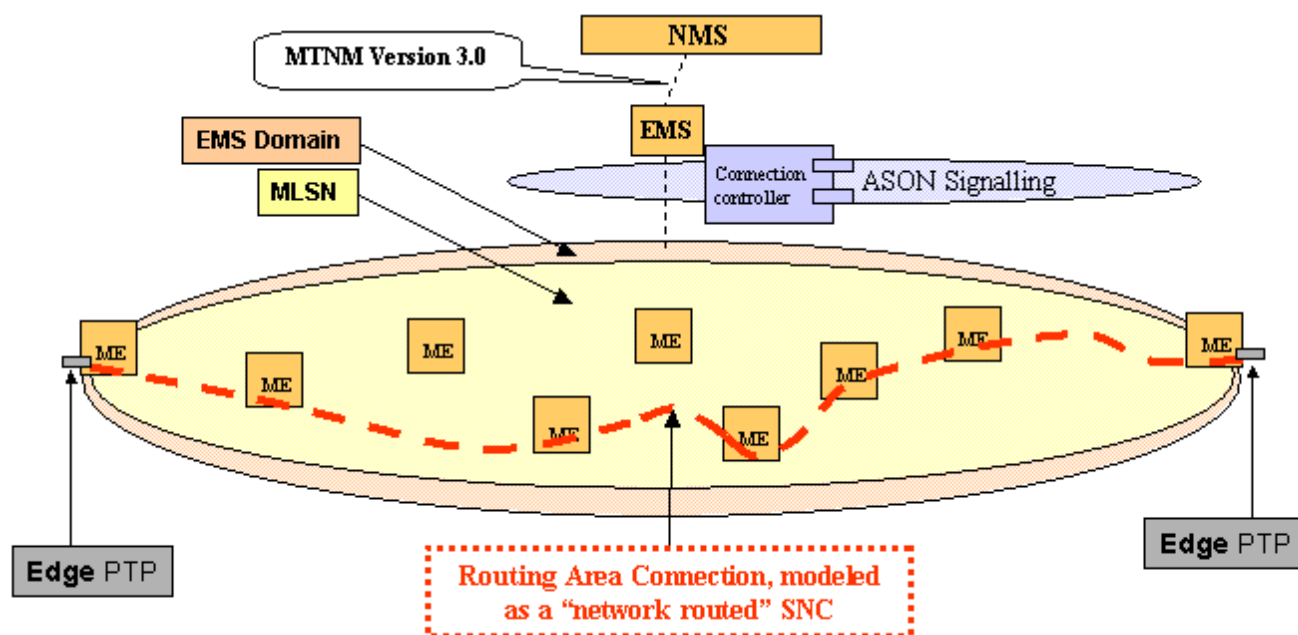 NMS
MTNM Version 3.0
EMS
EMS Domain
MLSN
Connection
controller
ASON Signalling
ME
ME
ME
ME
ME
ME
ME
ME
ME
Edge PTP
Edge PTP
Routing Area Connection, modeled
as a “network routed” SNC